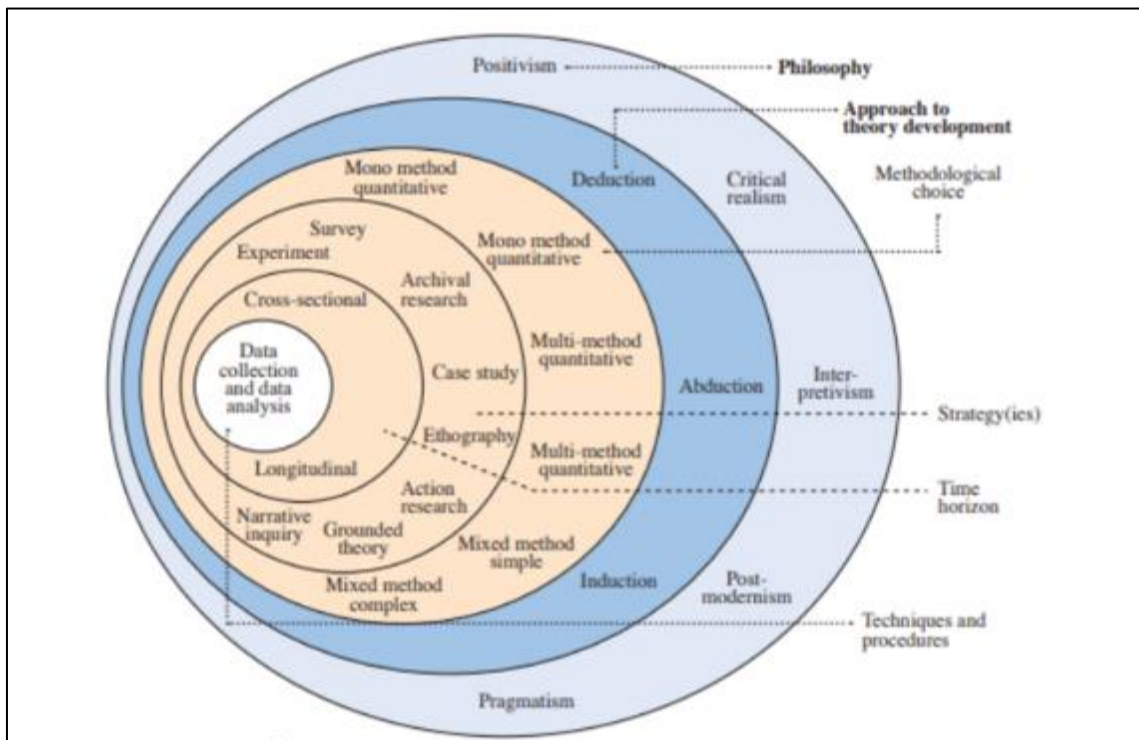 Positivism
Philosophy
Approach to
theory development
Mono method
quantitative
Deduction
Critical
realism
Methodological
choice
Survey
Experiment
Mono method
quantitative
Archival
research
Cross-sectional
Data
collection
and data
analysis
Case study
Multi-method
quantitative
Abduction
Inter-
pretivism
Strategy(ies)
Ethography
Multi-method
quantitative
Longitudinal
Action
research
Time
horizon
Narrative
inquiry
Grounded
theory
Mixed method
simple
Mixed method
complex
Induction
Post-
modernism
Techniques and
procedures
Pragmatism